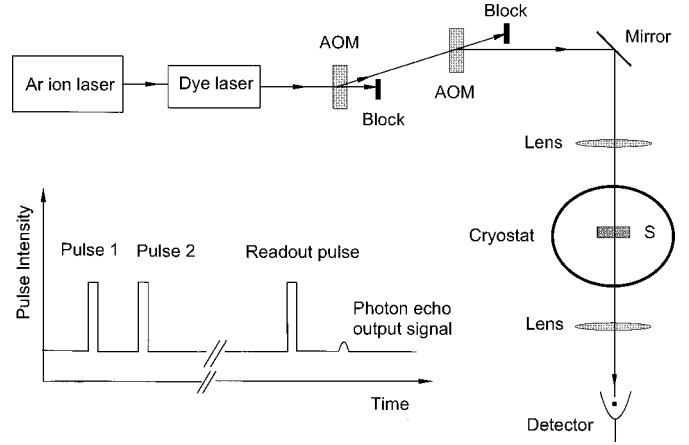 Block
AOM
Mirror
Ar ion laser
Dye laser
AOM
Block
Lens
Pulse Intensity
Pulse 1
Pulse 2
Readout pulse
Cryostat
S
Photon echo
output signal
Lens
Time
Detector